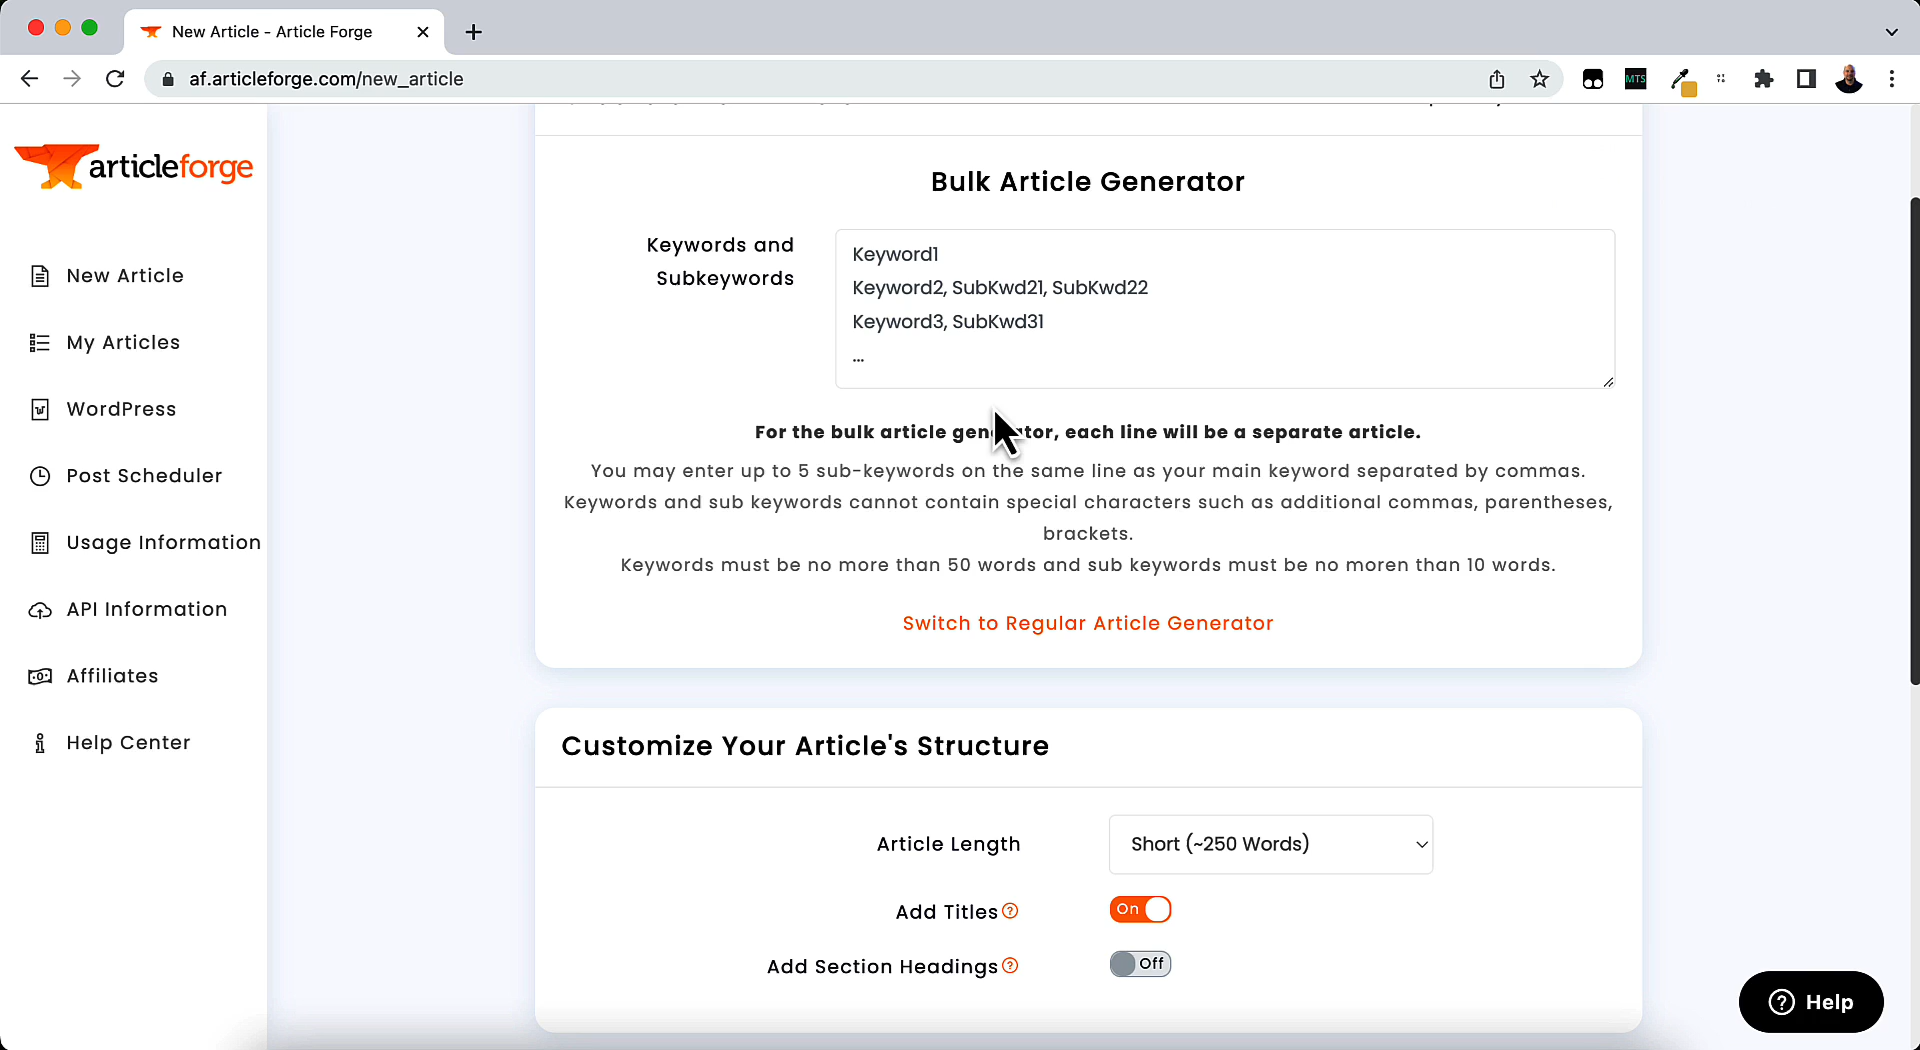 New Article - Article Forge
af.articleforge.com/new_article
MTS
articleforge
New Article
My Articles
WordPress
Post Scheduler
Usage Information
API Information
Affiliates
Help Center
Bulk Article Generator
Keywords and
Subkeywords
Keyword1
Keyword2, SubKwd21, SubKwd22
Keyword3, SubKwd31
...
For the bulk article generator, each line will be a separate article.
You may enter up to 5 sub-keywords on the same line as your main keyword separated by commas.
Keywords and sub keywords cannot contain special characters such as additional commas, parentheses,
brackets.
Keywords must be no more than 50 words and sub keywords must be no moren than 10 words.
Switch to Regular Article Generator
Customize Your Article's Structure
Article Length
Short (~250 Words)
Add Titles
On
Add Section Headings
Off
Help